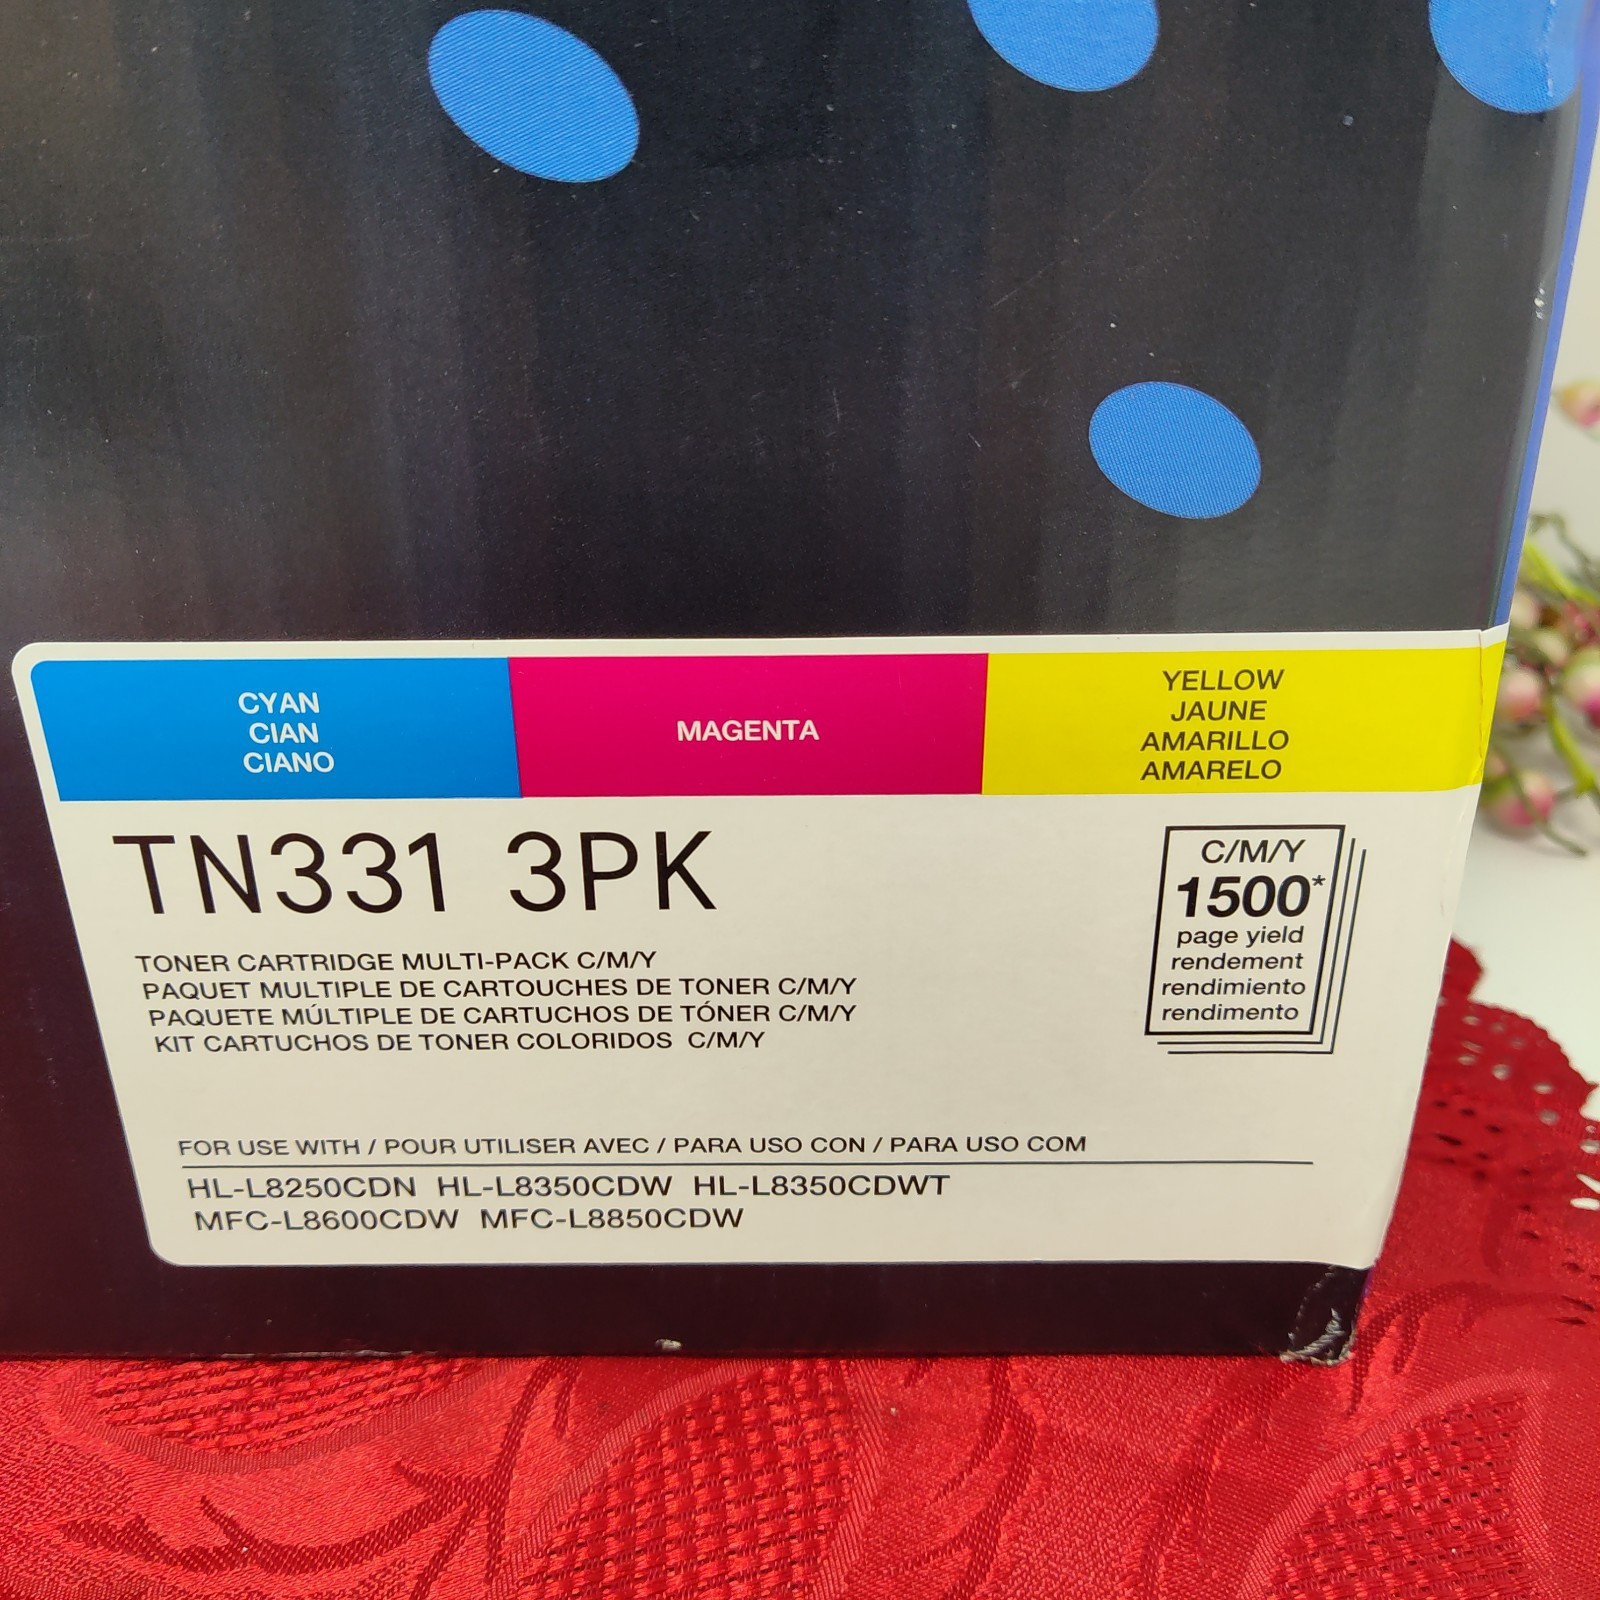 CYAN
CIAN
CIANO
MAGENTA
YELLOW
JAUNE
AMARILLO
AMARELO
TN331 3PK
C/M/Y
1500*
page yield
rendement
rendimiento
rendimento
TONER CARTRIDGE MULTI-PACK C/M/Y
PAQUET MULTIPLE DE CARTOUCHES DE TONER C/M/Y
PAQUETE MÚLTIPLE DE CARTUCHOS DE TÓNER C/M/Y
KIT CARTUCHOS DE TONER COLORIDOS C/M/Y
FOR USE WITH / POUR UTILISER AVEC / PARA USO CON / PARA USO COM
HL-L8250CDN HL-L8350CDW HL-L8350CDWT
MFC-L8600CDW MFC-L8850CDW